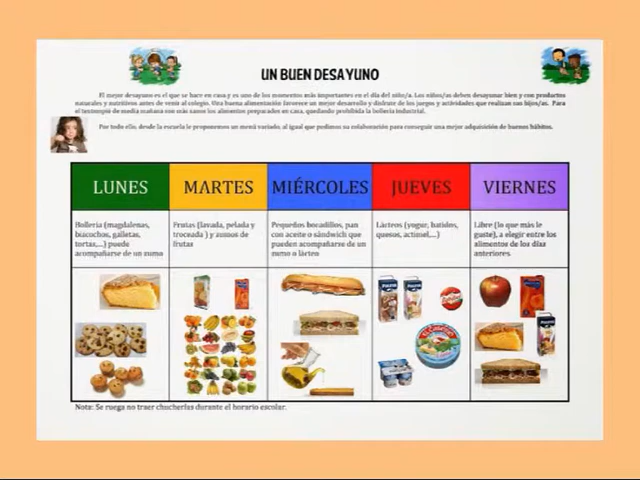 UN BUEN DESAYUNO
El mejor desayuno es el que se hace en casa y es uno de los momentos más importantes en el día del niño/a. Los niños/as deben desayunar bien y con productos
naturales y nutritivos antes de venir al colegio. Una buena alimentación favorece un mejor desarrollo y disfrute de los juegos y actividades que realizan sus hijos/as. Para
el tentempié de media mañana son más sanos los alimentos preparados en casa, quedando prohibida la bollería industrial.
Por todo ello, desde la escuela le proponemos un menú variado, al igual que pedimos su colaboración para conseguir una mejor adquisición de buenos hábitos.
LUNES MARTES MIÉRCOLES JUEVES VIERNES
Bollería (magdalenas,
bizcochos, galletas,
tortas,...) puede
acompañarse de un zumo
Frutas (lavada, pelada y
troceada ) y zumos de
frutas
Pequeños bocadillos, pan
con aceite o sándwich que
pueden acompañarse de un
zumo o lácteo
Lácteos (yogur, batidos,
quesos, actimel,...)
Libre (lo que más le
guste), a elegir entre los
alimentos de los días
anteriores
Nota: Se ruega no traer chucherías durante el horario escolar.